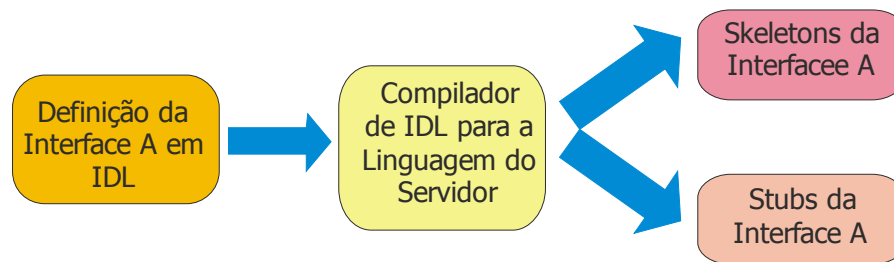 Definição da
Interface A em
IDL
Compilador
de IDL para a
Linguagem do
Servidor
Skeletons da
Interfacee A
Stubs da
Interface A